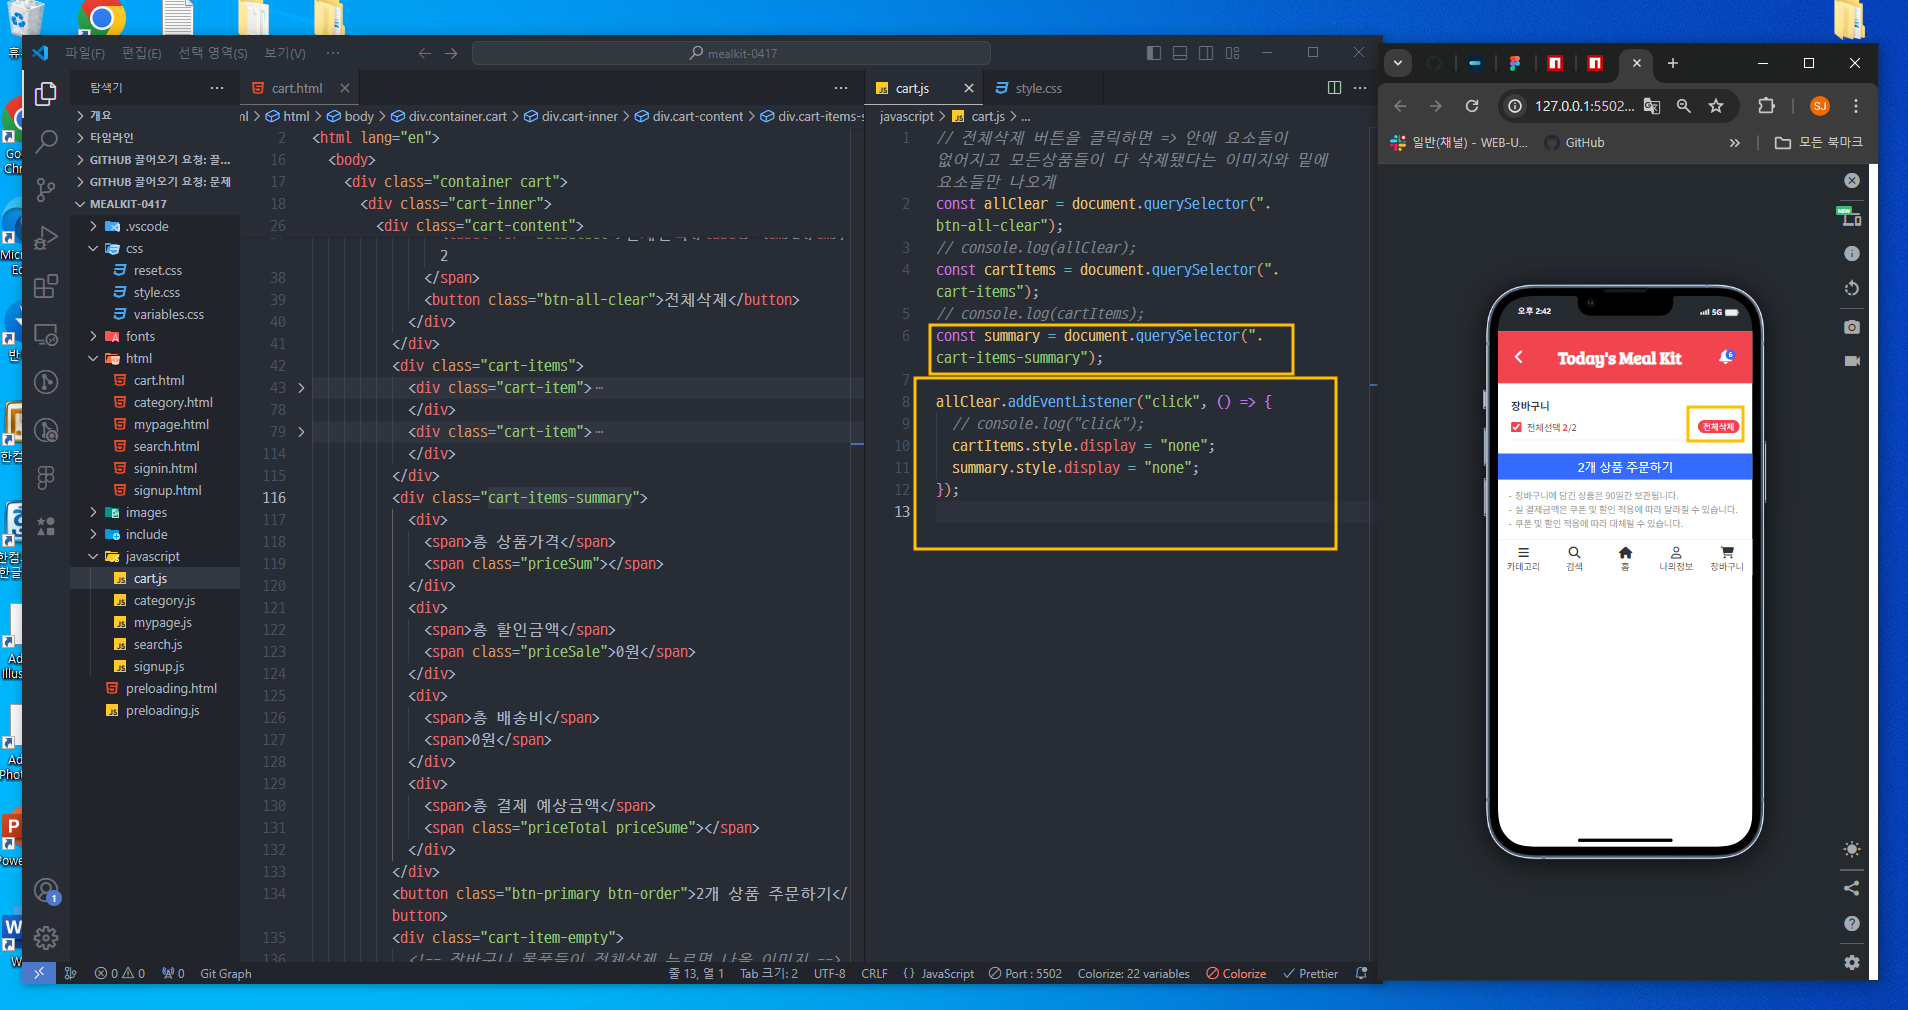 파일(F) 편집(E) 선택 영역(S) 보기(V) ···
mealkit-0417
탐색기
개요
타임라인
GITHUB 끌어오기 요청: 끌...
GITHUB 끌어오기 요청: 문제
MEALKIT-0417
.vscode
css
reset.css
style.css
variables.css
fonts
html
cart.html
category.html
mypage.html
search.html
signin.html
signup.html
images
include
javascript
cart.js
category.js
mypage.js
search.js
signup.js
preloading.html
preloading.js
cart.html
html > body > div.container.cart > div.cart-inner > div.cart-content > div.cart-items-s
2 <html lang="en">
16 <body>
17 <div class="container cart">
18 <div class="cart-inner">
26 <div class="cart-content">
2
38 </span>
39 <button class="btn-all-clear">전체삭제</button>
40 </div>
41 </div>
42 <div class="cart-items">
43 <div class="cart-item">···
78 </div>
79 <div class="cart-item">···
114 </div>
115 </div>
116 <div class="cart-items-summary">
117 <div>
118 <span>총 상품가격</span>
119 <span class="priceSum"></span>
120 </div>
121 <div>
122 <span>총 할인금액</span>
123 <span class="priceSale">0원</span>
124 </div>
125 <div>
126 <span>총 배송비</span>
127 <span>0원</span>
128 </div>
129 <div>
130 <span>총 결제 예상금액</span>
131 <span class="priceTotal priceSume"></span>
132 </div>
133 </div>
134 <button class="btn-primary btn-order">2개 상품 주문하기</
button>
135 <div class="cart-item-empty">
136 <!-- 장바구니 물품들이 전체삭제 누르면 나올 이미지 -->
cart.js style.css
javascript > cart.js > ...
1 // 전체삭제 버튼을 클릭하면 => 안에 요소들이
없어지고 모든상품들이 다 삭제됐다는 이미지와 밑에
요소들만 나오게
2 const allClear = document.querySelector(".
btn-all-clear");
3 // console.log(allClear);
4 const cartItems = document.querySelector(".
cart-items");
5 // console.log(cartItems);
6 const summary = document.querySelector(".
cart-items-summary");
7
8 allClear.addEventListener("click", () => {
9 // console.log("click");
10 cartItems.style.display = "none";
11 summary.style.display = "none";
12 });
13
0 0 0 Git Graph
줄 13, 열 1 Tab 크기: 2 UTF-8 CRLF {} JavaScript Port : 5502 Colorize: 22 variables Colorize Prettier
127.0.0.1:5502... SJ
일반(채널) - WEB-U... GitHub » 모든 북마크
NEW
오후 2:42 5G
Today's Meal Kit 6
장바구니
전체선택 2/2 전체삭제
2개 상품 주문하기
- 장바구니에 담긴 상품은 90일간 보관됩니다.
- 실 결제금액은 쿠폰 및 할인 적용에 따라 달라질 수 있습니다.
- 쿠폰 및 할인 적용에 따라 대체될 수 있습니다.
카테고리 검색 홈 나의정보 장바구니